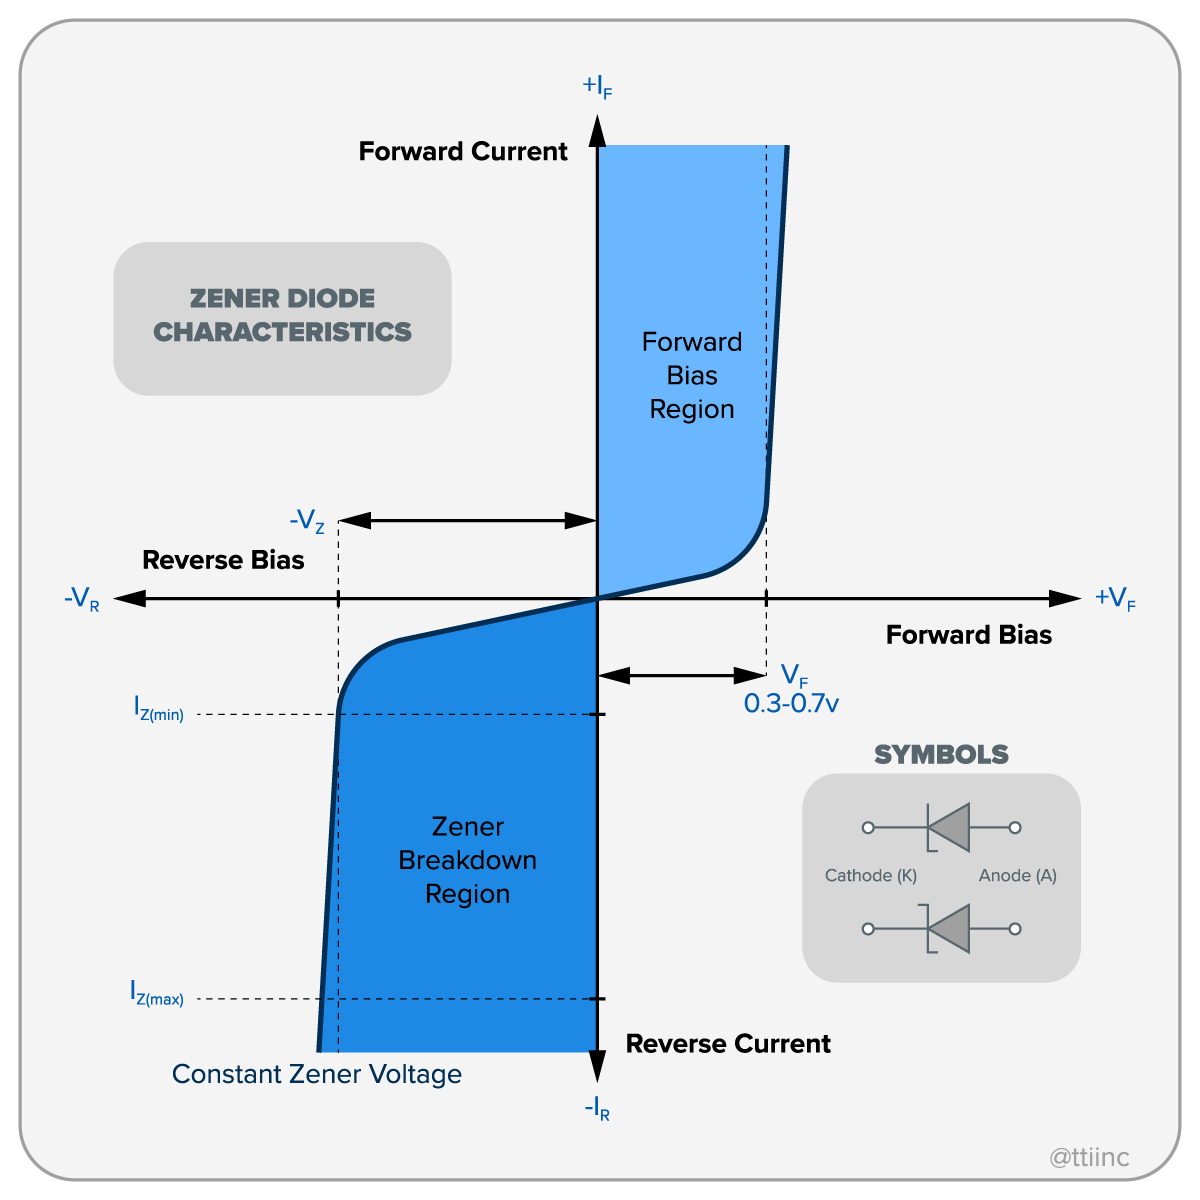 +IF
Forward Current
ZENER DIODE
CHARACTERISTICS
Forward
Bias
Region
-VZ
Reverse Bias
-VR
+VF
Forward Bias
VF
0.3-0.7v
IZ(min)
SYMBOLS
Zener
Breakdown
Region
Cathode (K)
Anode (A)
IZ(max)
Reverse Current
Constant Zener Voltage
-IR
@ttiinc